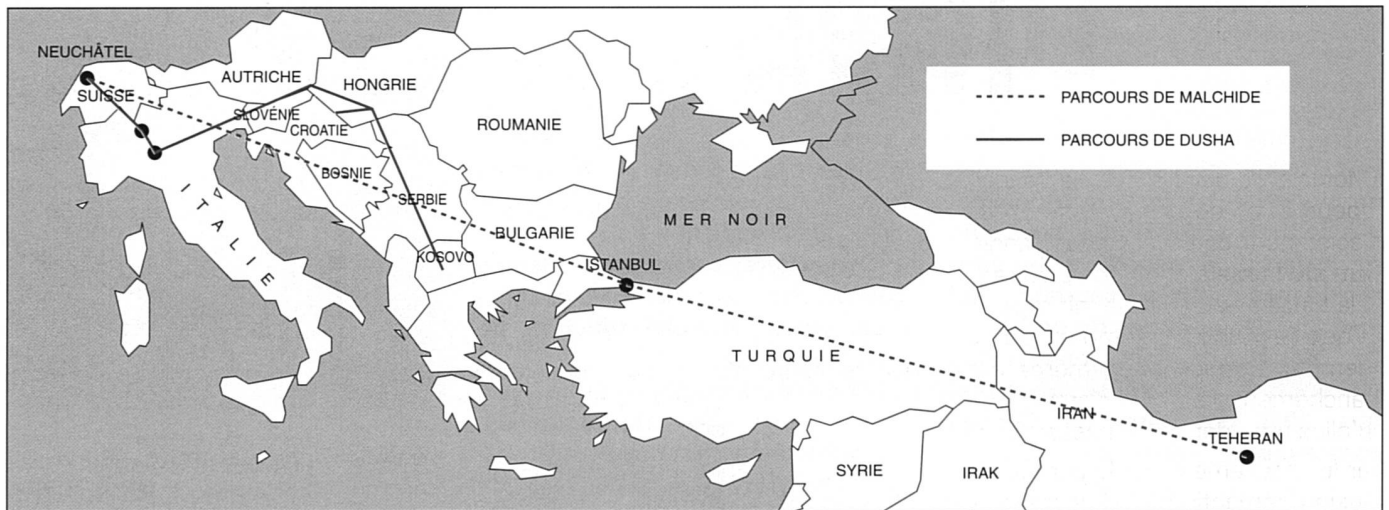 NEUCHÂTEL
SUISSE
AUTRICHE
HONGRIE
SLOVÉNIE
CROATIE
ROUMANIE
BOSNIE
SERBIE
ITALIE
BULGARIE
KOSOVO
ISTANBUL
MER NOIR
TURQUIE
SYRIE
IRAK
IRAN
TEHERAN
PARCOURS DE MALCHIDE
PARCOURS DE DUSHA